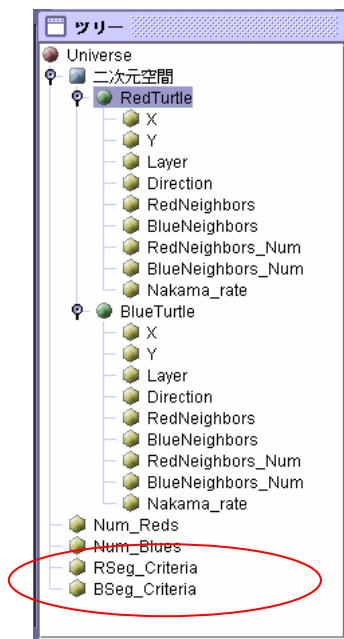 ツリー
Universe
二次元空間
RedTurtle
X
Y
Layer
Direction
RedNeighbors
BlueNeighbors
RedNeighbors_Num
BlueNeighbors_Num
Nakama_rate
BlueTurtle
X
Y
Layer
Direction
RedNeighbors
BlueNeighbors
RedNeighbors_Num
BlueNeighbors_Num
Nakama_rate
Num_Reds
Num_Blues
RSeg_Criteria
BSeg_Criteria